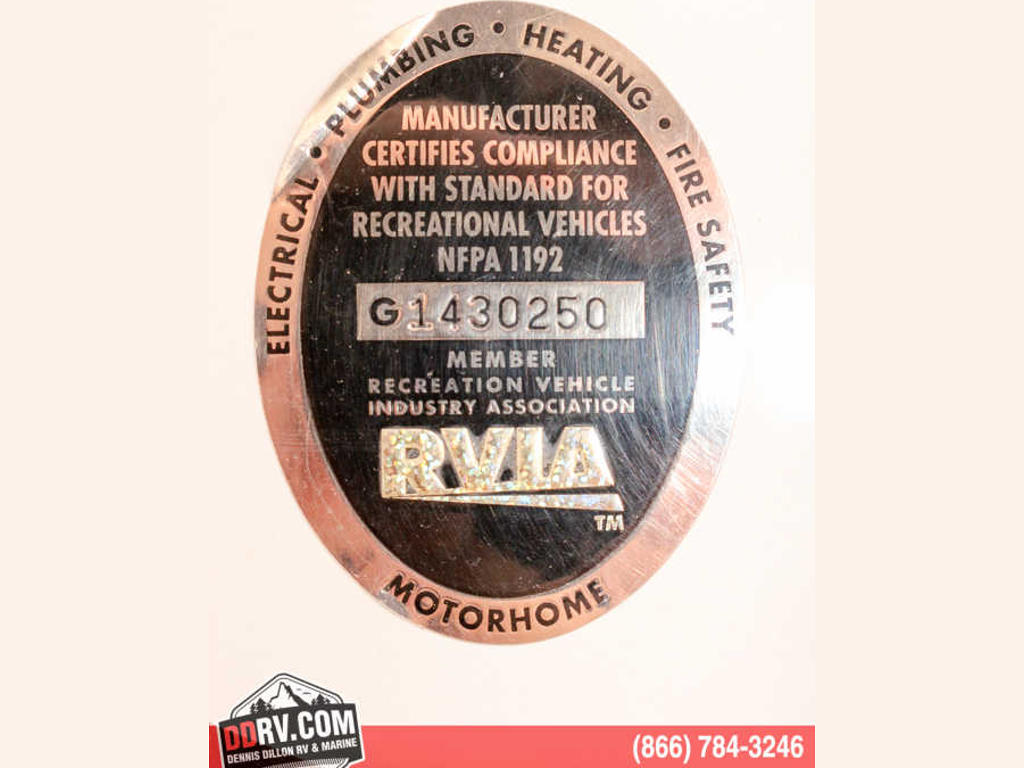 ELECTRICAL • PLUMBING • HEATING • FIRE SAFETY
MANUFACTURER
CERTIFIES COMPLIANCE
WITH STANDARD FOR
RECREATIONAL VEHICLES
NFPA 1192
G1430250
MEMBER
RECREATION VEHICLE
INDUSTRY ASSOCIATION
RVIA
TM
MOTORHOME
DDRV.COM
DENNIS DILLON RV & MARINE
(866) 784-3246